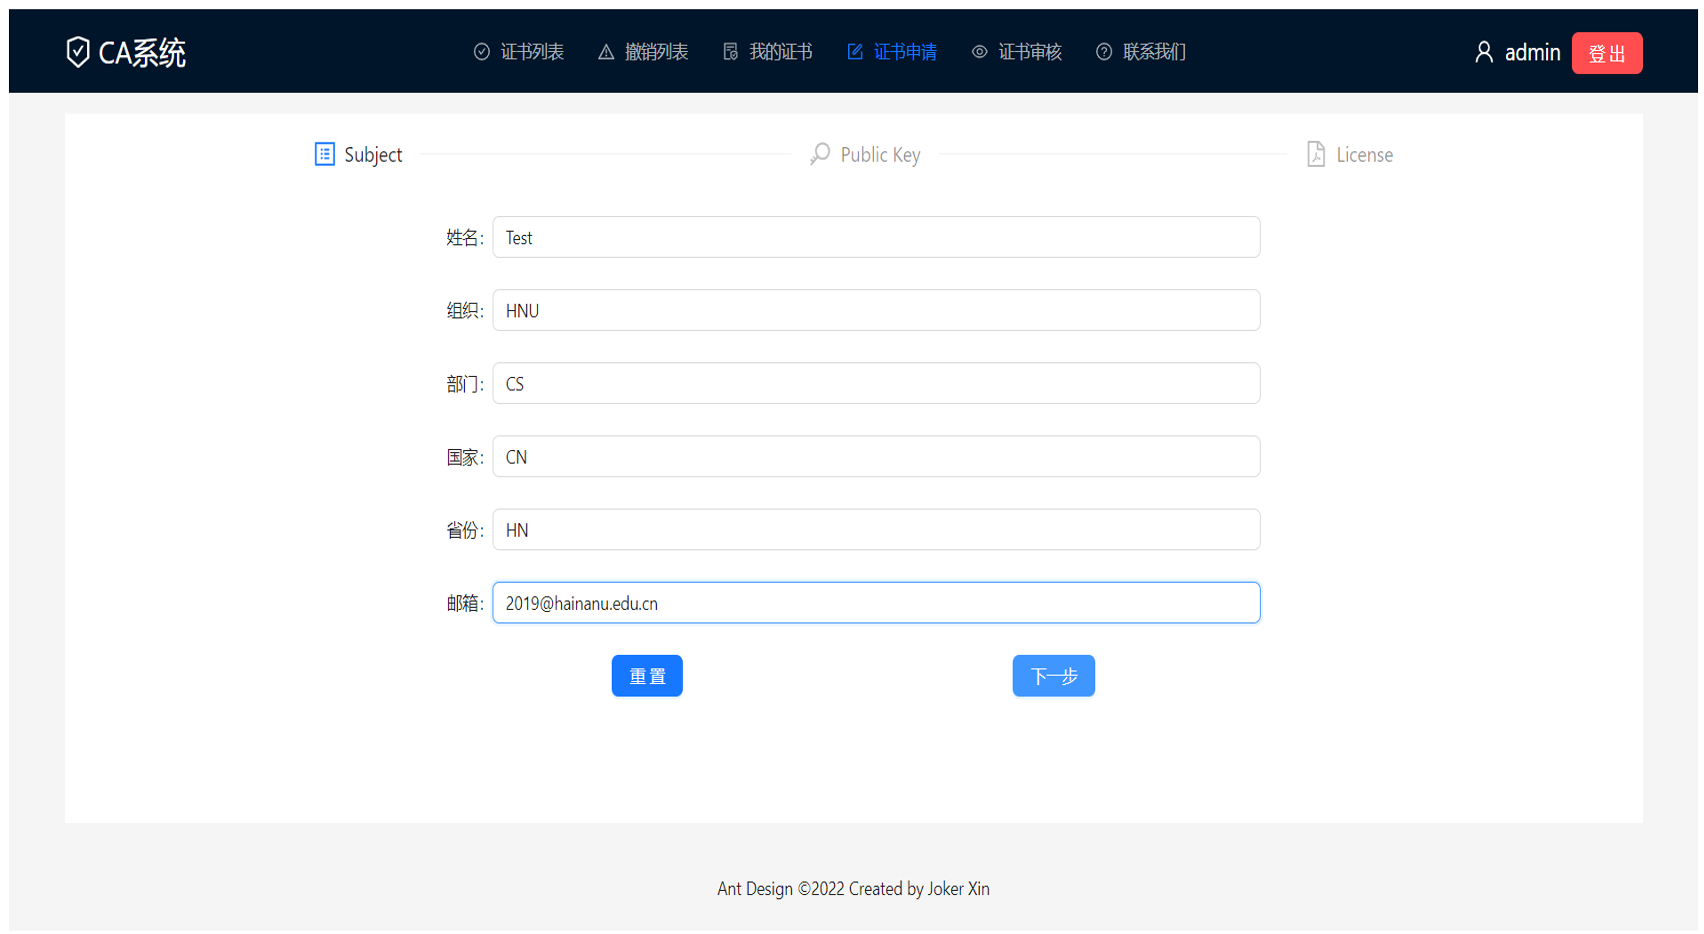 CA系统 证书列表 撤销列表 我的证书 证书申请 证书审核 联系我们 admin 登出
Subject Public Key License
姓名: Test
组织: HNU
部门: CS
国家: CN
省份: HN
邮箱: 2019@hainanu.edu.cn
重置 下一步
Ant Design ©2022 Created by Joker Xin